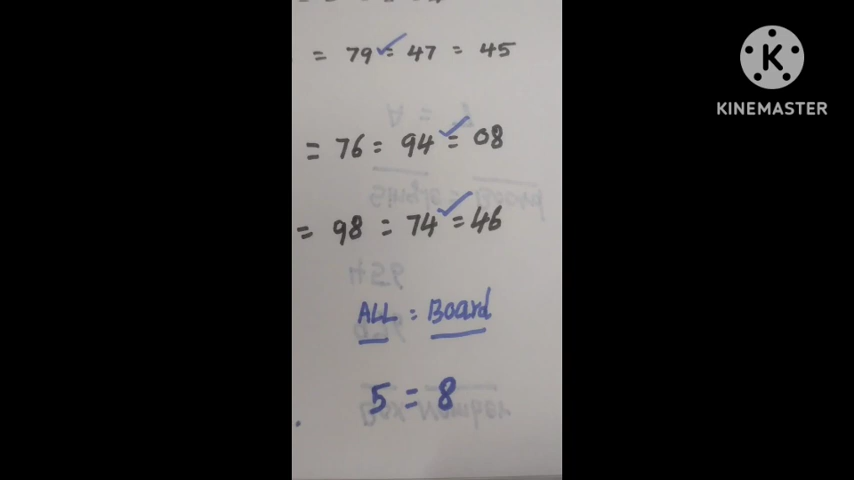 = 79 = 47 = 45
= 76 = 94 = 08
= 98 = 74 = 46
ALL = Board
5 = 8
KINEMASTER